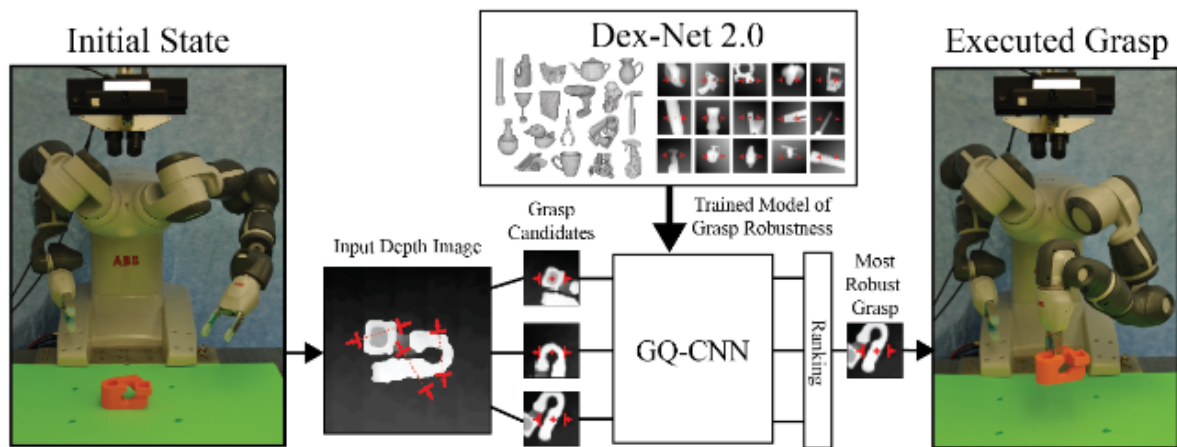 Initial State
Dex-Net 2.0
Executed Grasp
Trained Model of
Grasp Robustness
Grasp
Candidates
Input Depth Image
GQ-CNN
Ranking
Most
Robust
Grasp
ABB